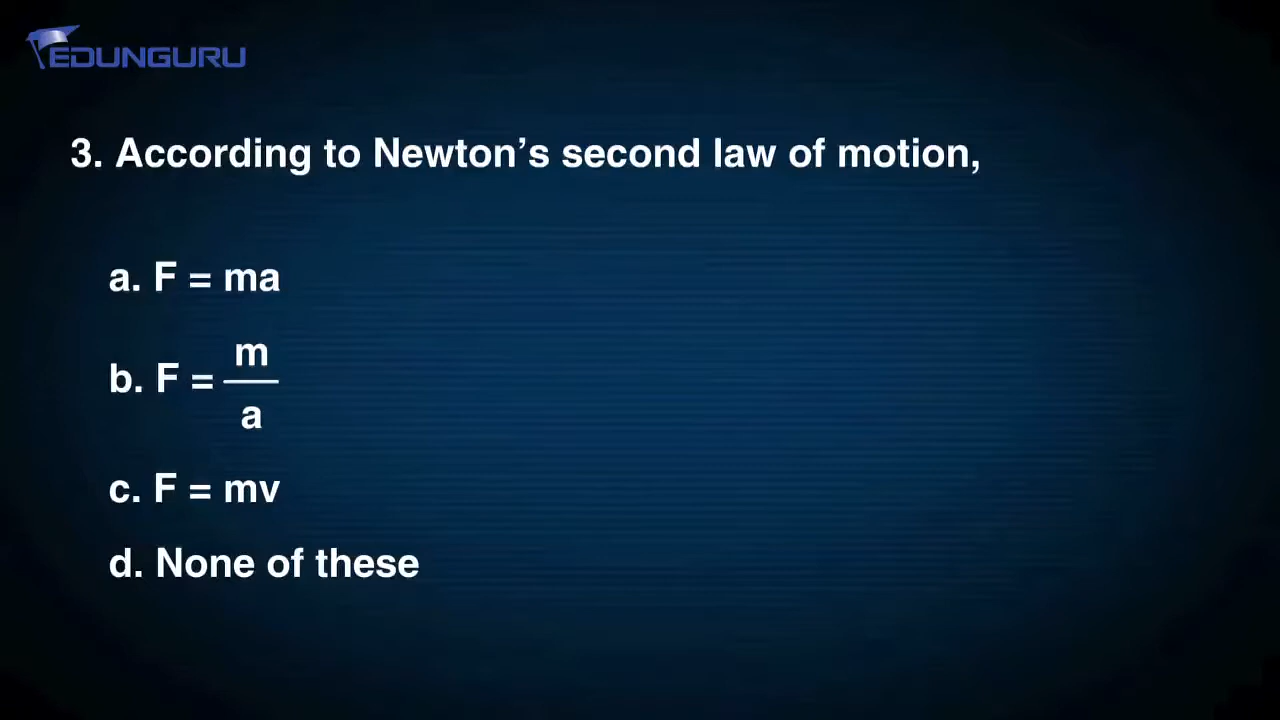 EDUNGURU
3. According to Newton’s second law of motion,
a. F = ma
b. F = m/a
c. F = mv
d. None of these